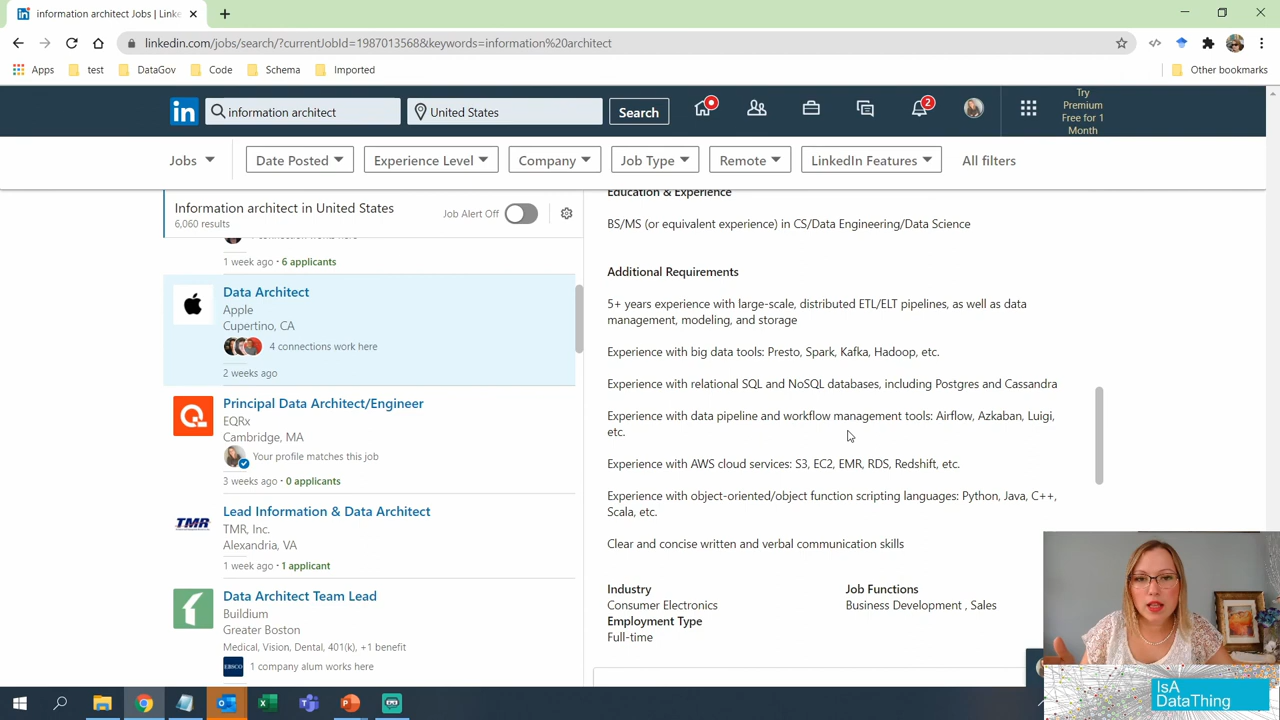 information architect Jobs | Linke
linkedin.com/jobs/search/?currentJobId=1987013568&keywords=information%20architect
Apps
test
DataGov
Code
Schema
Imported
Other bookmarks
in
information architect
United States
Search
2
Try
Premium
Free for 1
Month
Jobs
Date Posted
Experience Level
Company
Job Type
Remote
LinkedIn Features
All filters
Information architect in United States
6,060 results
Job Alert Off
1 week ago · 6 applicants
Data Architect
Apple
Cupertino, CA
4 connections work here
2 weeks ago
Principal Data Architect/Engineer
EQRx
Cambridge, MA
Your profile matches this job
3 weeks ago · 0 applicants
TMR
Lead Information & Data Architect
TMR, Inc.
Alexandria, VA
1 week ago · 1 applicant
Data Architect Team Lead
Buildium
Greater Boston
Medical, Vision, Dental, 401(k), +1 benefit
EBSCO
1 company alum works here
Education & Experience
BS/MS (or equivalent experience) in CS/Data Engineering/Data Science
Additional Requirements
5+ years experience with large-scale, distributed ETL/ELT pipelines, as well as data
management, modeling, and storage
Experience with big data tools: Presto, Spark, Kafka, Hadoop, etc.
Experience with relational SQL and NoSQL databases, including Postgres and Cassandra
Experience with data pipeline and workflow management tools: Airflow, Azkaban, Luigi,
etc.
Experience with AWS cloud services: S3, EC2, EMR, RDS, Redshift, etc.
Experience with object-oriented/object function scripting languages: Python, Java, C++,
Scala, etc.
Clear and concise written and verbal communication skills
Industry
Consumer Electronics
Employment Type
Full-time
Job Functions
Business Development , Sales
IsA
DataThing